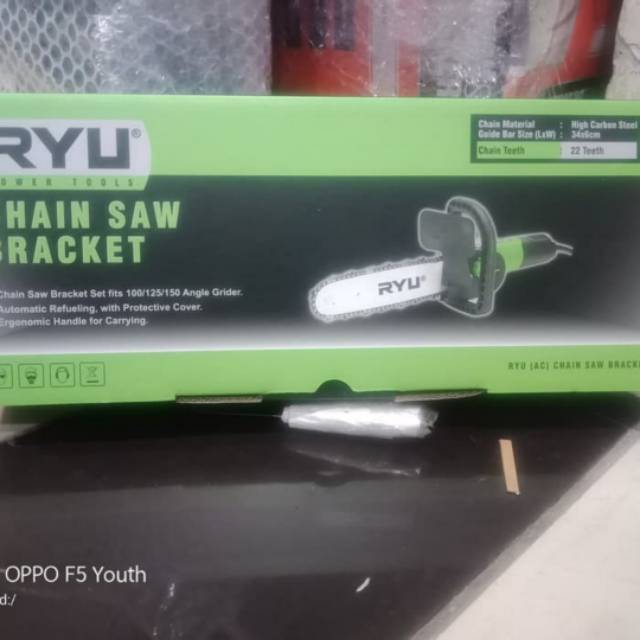 RYU®
POWER TOOLS
CHAIN SAW
BRACKET
Chain Saw Bracket Set fits 100/125/150 Angle Grider.
Automatic Refueling, with Protective Cover.
Ergonomic Handle for Carrying.
Chain Material : High Carbon Steel
Guide Bar Size (LxW) : 34x6cm
Chain Teeth : 22 Teeth
RYU®
RYU (AC) CHAIN SAW BRACKE
OPPO F5 Youth
d:/